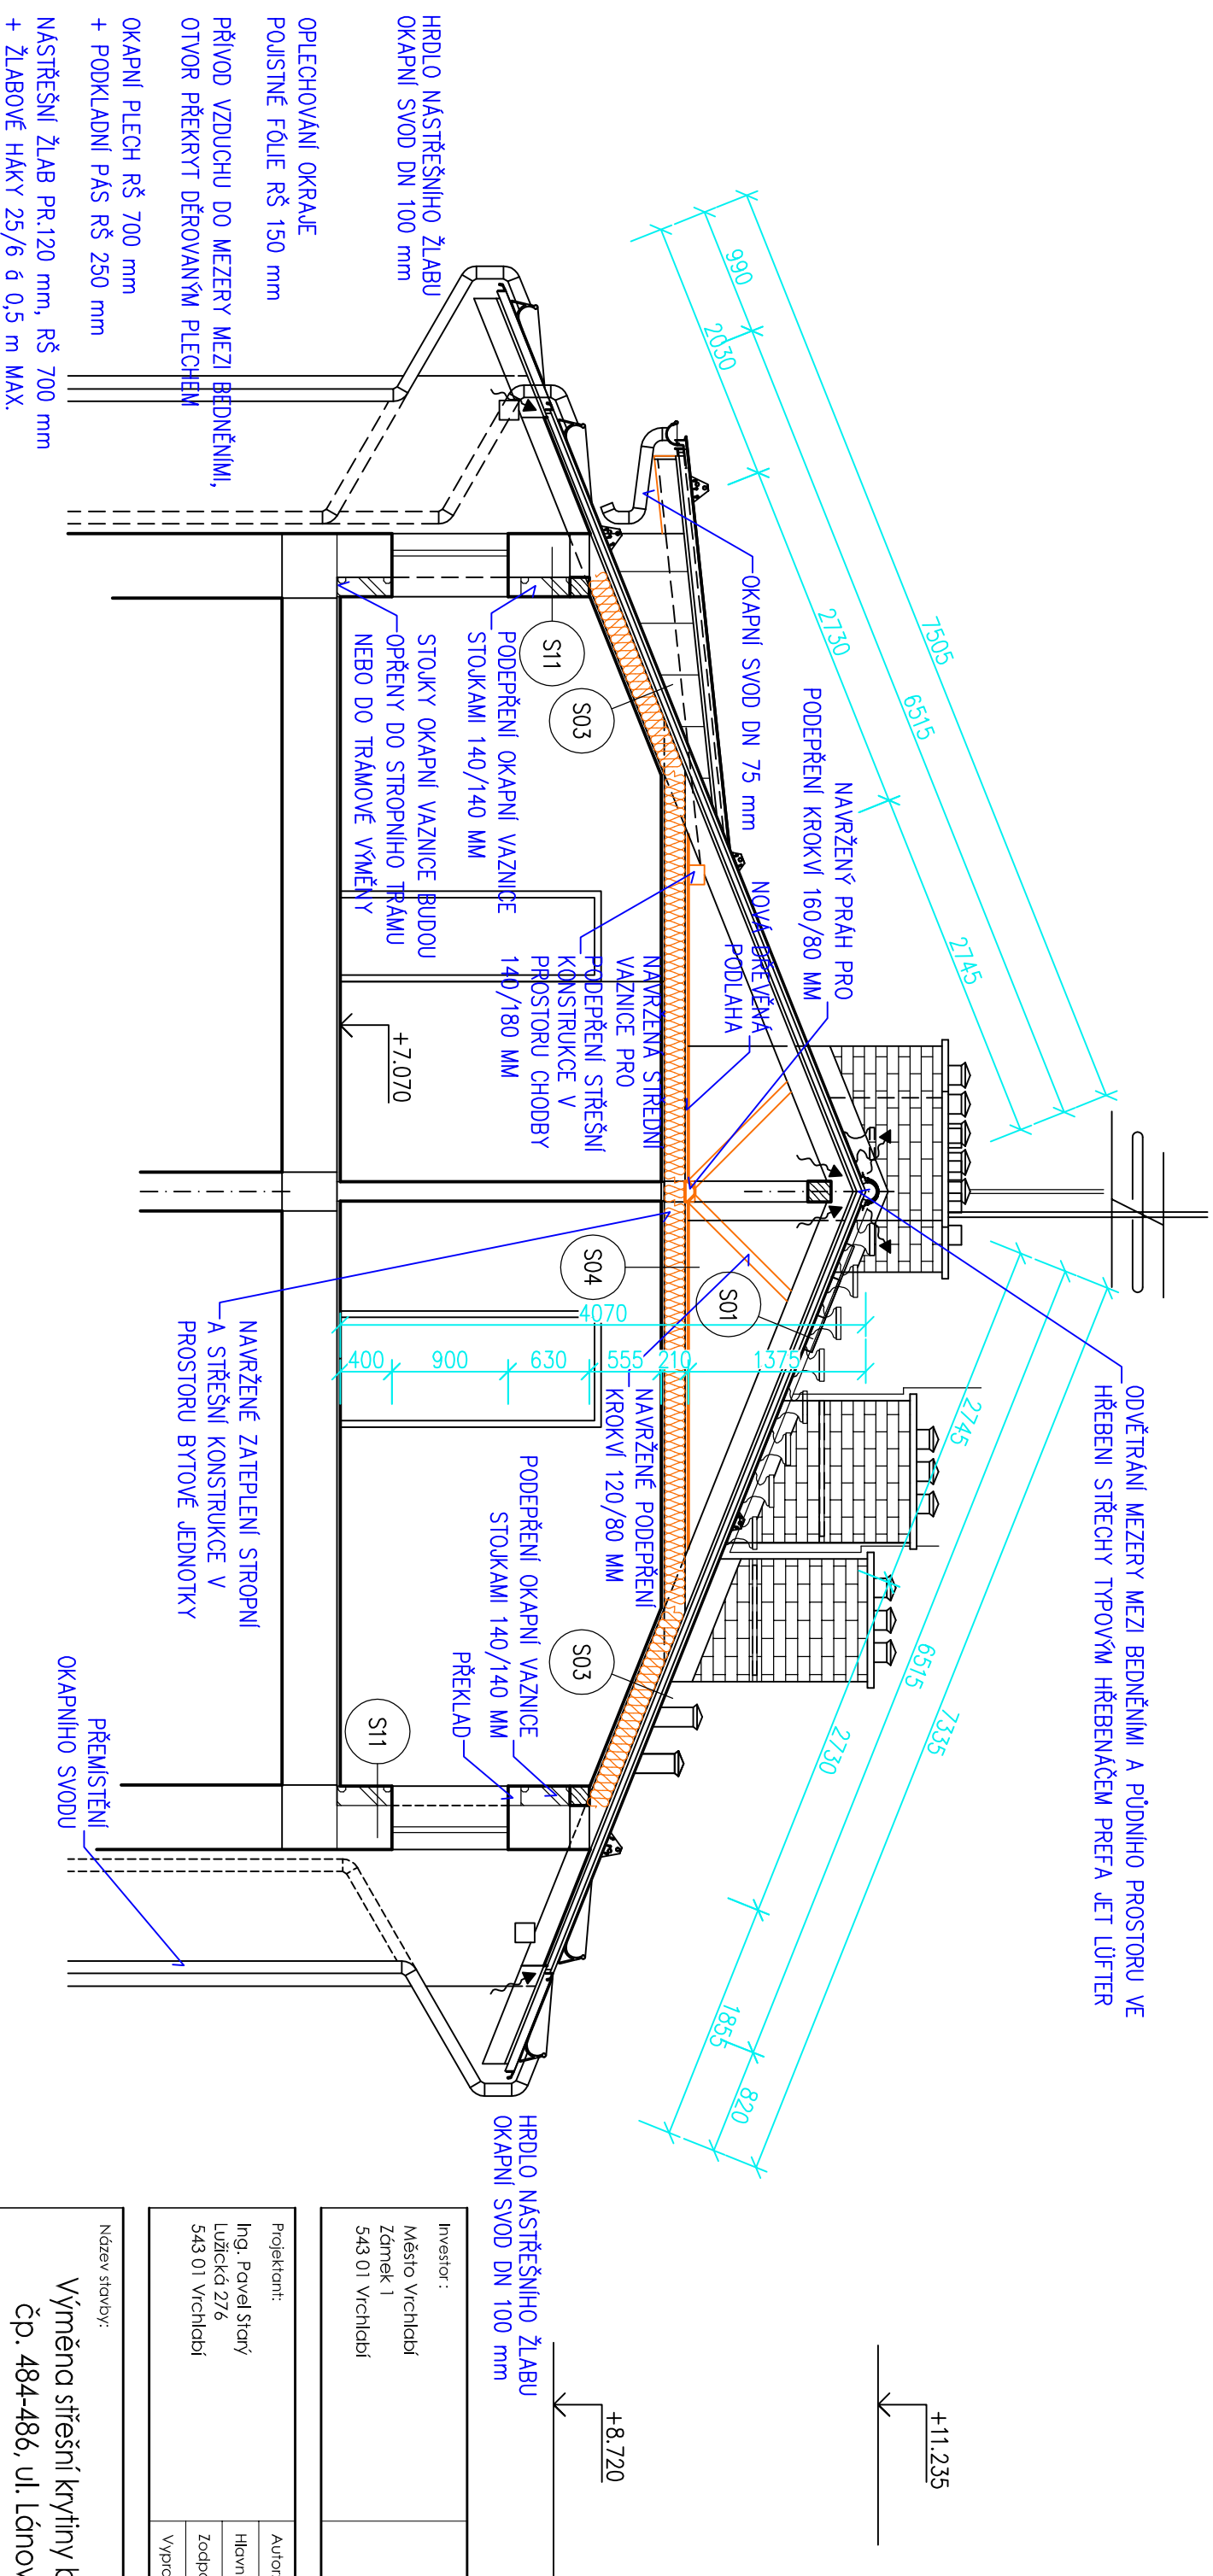 ODVĚTRÁNÍ MEZERY MEZI BEDNĚNÍMI A PŮDNÍHO PROSTORU VE
HŘEBENI STŘECHY TYPOVÝM HŘEBENÁČEM PREFA JET LÜFTER
7505
6515
990
2030
2730
2745
2745
6515
7335
2730
1855
820
+11.235
+8.720
NAVRŽENÝ PRÁH PRO
PODEPŘENÍ KROKVÍ 160/80 MM
OKAPNÍ SVOD DN 75 mm
NOVÁ DŘEVĚNÁ
PODLAHA
NAVRŽENÁ STŘEDNÍ
VAZNICE PRO
PODEPŘENÍ STŘEŠNÍ
KONSTRUKCE V
PROSTORU CHODBY
140/180 MM
S11
S03
S04
S01
S03
S11
PODEPŘENÍ OKAPNÍ VAZNICE
STOJKAMI 140/140 MM
STOJKY OKAPNÍ VAZNICE BUDOU
OPŘENY DO STROPNÍHO TRÁMU
NEBO DO TRÁMOVÉ VÝMĚNY
+7.070
4070
400
900
630
555
210
1375
NAVRŽENÉ PODEPŘENÍ
KROKVÍ 120/80 MM
PODEPŘENÍ OKAPNÍ VAZNICE
STOJKAMI 140/140 MM
PŘEKLAD
NAVRŽENÉ ZATEPLENÍ STROPNÍ
A STŘEŠNÍ KONSTRUKCE V
PROSTORU BYTOVÉ JEDNOTKY
PŘEMÍSTĚNÍ
OKAPNÍHO SVODU
HRDLO NÁSTŘEŠNÍHO ŽLABU
OKAPNÍ SVOD DN 100 mm
HRDLO NÁSTŘEŠNÍHO ŽLABU
OKAPNÍ SVOD DN 100 mm
OPLECHOVÁNÍ OKRAJE
POJISTNÉ FÓLIE RŠ 150 mm
PŘÍVOD VZDUCHU DO MEZERY MEZI BEDNĚNÍMI,
OTVOR PŘEKRYT DĚROVANÝM PLECHEM
OKAPNÍ PLECH RŠ 700 mm
+ PODKLADNÍ PÁS RŠ 250 mm
NÁSTŘEŠNÍ ŽLAB PR.120 mm, RŠ 700 mm
+ ŽLABOVÉ HÁKY 25/6 á 0,5 m MAX.
Investor :
Město Vrchlabí
Zámek 1
543 01 Vrchlabí
Projektant:
Ing. Pavel Starý
Lužická 276
543 01 Vrchlabí
Autor
Hlavn
Zodpo
Vypro
Název stavby:
Výměna střešní krytiny b
čp. 484-486, ul. Lánov